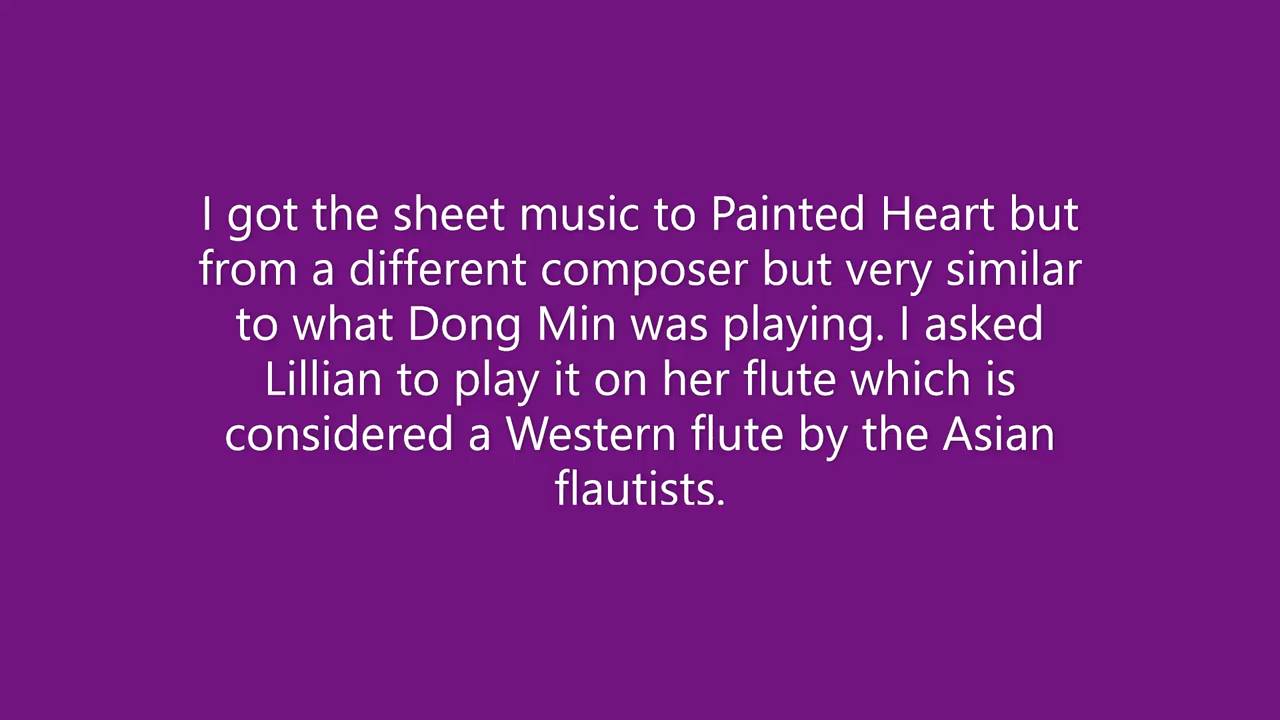 I got the sheet music to Painted Heart but
from a different composer but very similar
to what Dong Min was playing. I asked
Lillian to play it on her flute which is
considered a Western flute by the Asian
flautists.